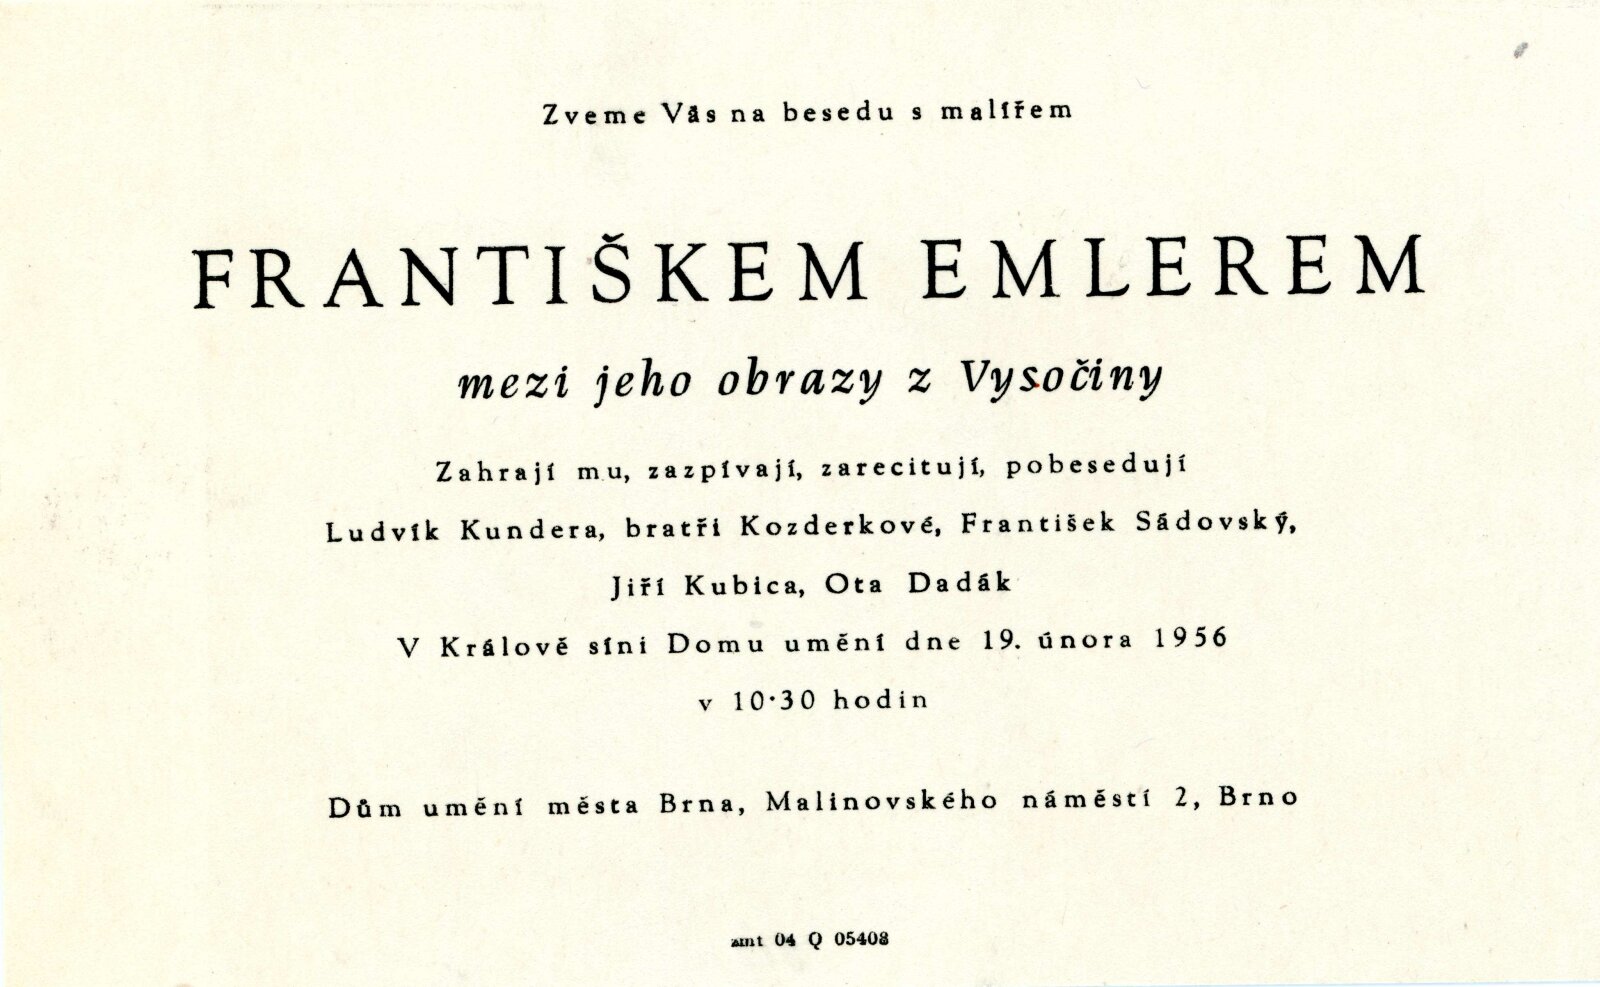 Zveme Vás na besedu s malířem
FRANTIŠKEM EMLEREM
mezi jeho obrazy z Vysočiny
Zahrají mu, zazpívají, zarecitují, pobesedují
Ludvík Kundera, bratři Kozderkové, František Sádovský,
Jiří Kubica, Ota Dadák
V Králově síni Domu umění dne 19. února 1956
v 10·30 hodin
Dům umění města Brna, Malinovského náměstí 2, Brno
04 Q 05408